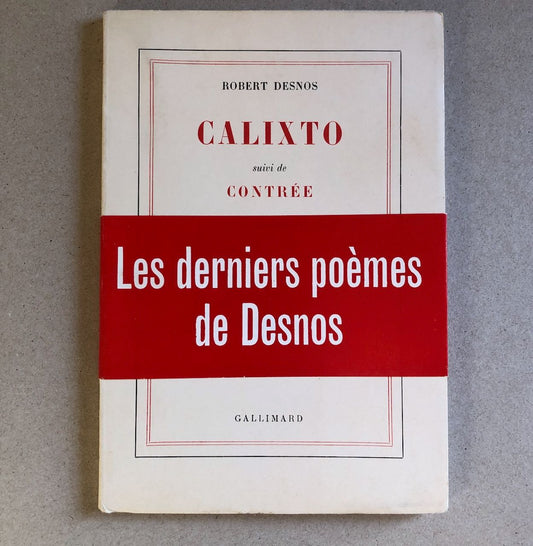 ROBERT DESNOS
CALIXTO
suivi de
CONTRÉE
Les derniers poèmes
de Desnos
GALLIMARD